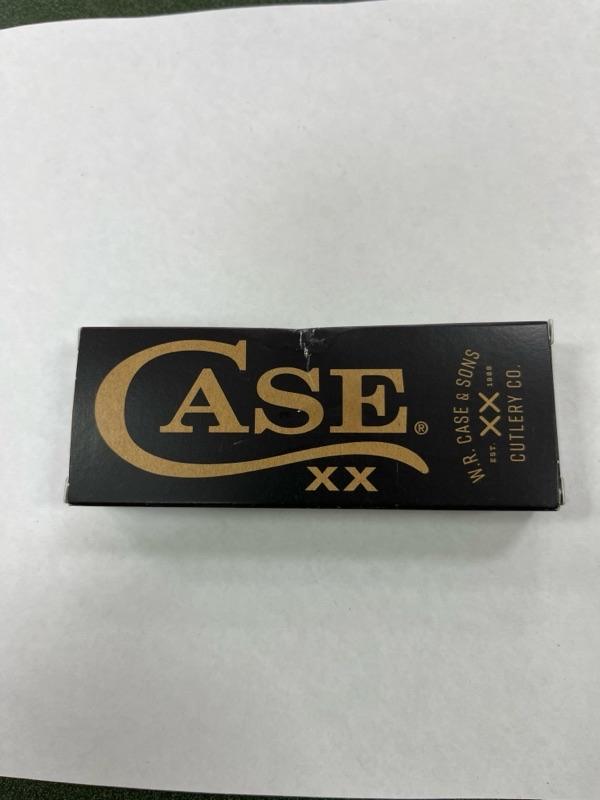 CASE®
XX
W.R. CASE & SONS
EST. XX 1889
CUTLERY CO.